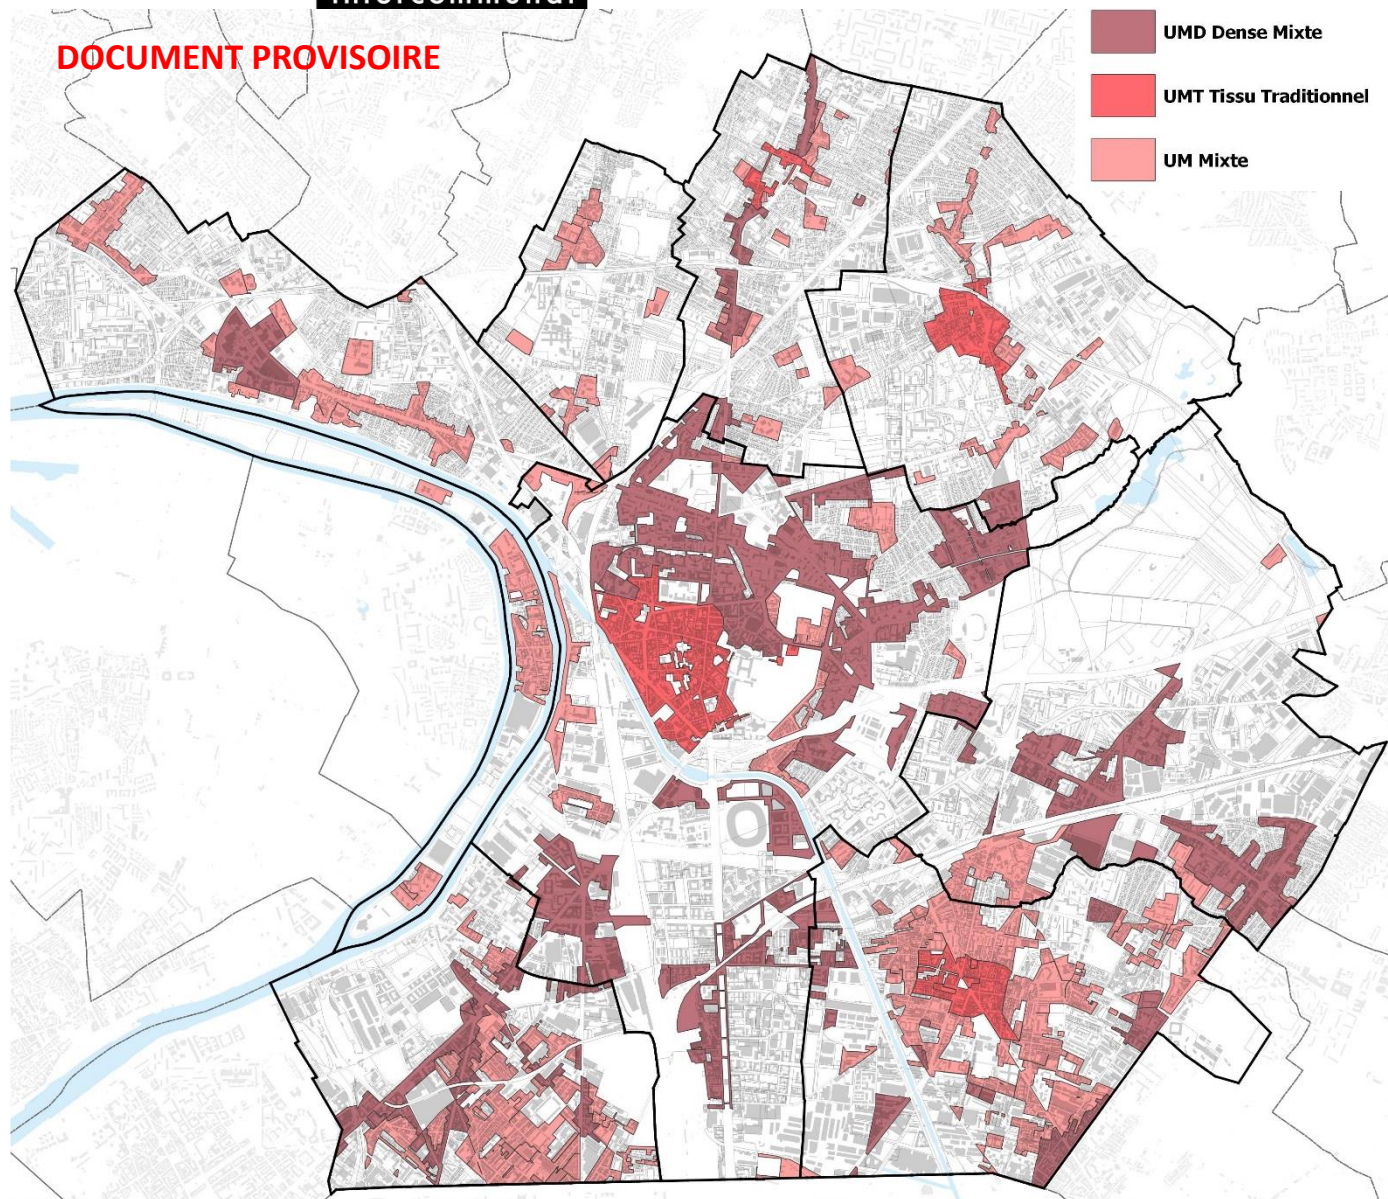 DOCUMENT PROVISOIRE
UMD Dense Mixte
UMT Tissu Traditionnel
UM Mixte